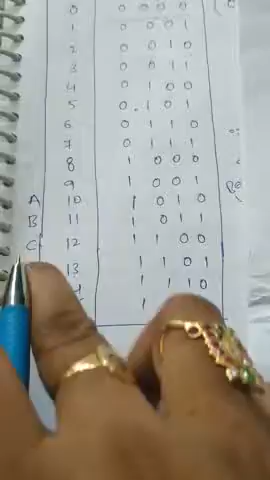 0 0 0 0 0
1 0 0 0 1
2 0 0 1 0
3 0 0 1 1
4 0 1 0 0
5 0 1 0 1
6 0 1 1 0
7 0 1 1 1
8 1 0 0 0
9 1 0 0 1
A 10 1 0 1 0
B 11 1 0 1 1
C 12 1 1 0 0
13 1 1 0 1
1 1 1 0
1